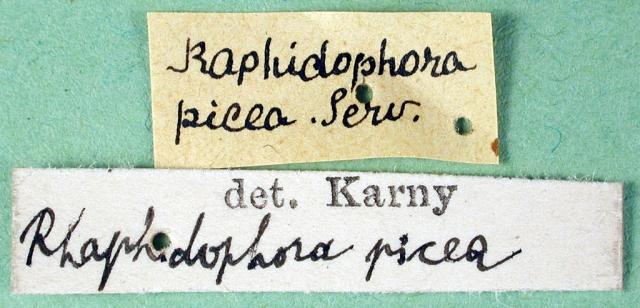 Raphidophora
picea . Serv.
det. Karny
Rhaphidophora picea